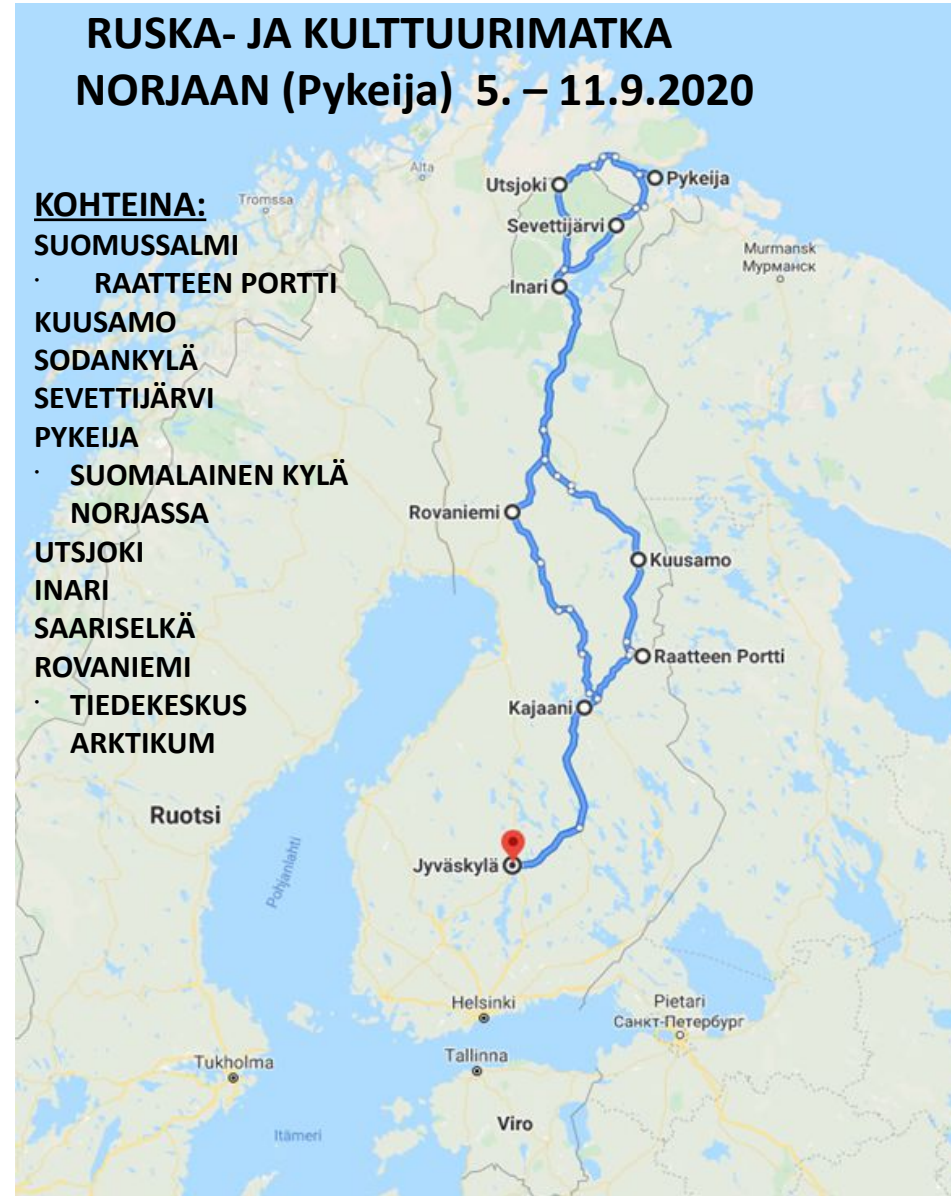 RUSKA- JA KULTTUURIMATKA
NORJAAN (Pykeija) 5. – 11.9.2020
KOHTEINA:
SUOMUSSALMI
· RAATTEEN PORTTI
KUUSAMO
SODANKYLÄ
SEVETTIJÄRVI
PYKEIJA
· SUOMALAINEN KYLÄ
NORJASSA
UTSJOKI
INARI
SAARISELKÄ
ROVANIEMI
· TIEDEKESKUS
ARKTIKUM
Alta
Tromssa
Utsjoki
Pykeija
Sevettijärvi
Murmansk
Мурманск
Inari
Rovaniemi
Kuusamo
Raatteen Portti
Kajaani
Ruotsi
Pohjanlahti
Jyväskylä
Helsinki
Pietari
Санкт-Петербург
Tukholma
Tallinna
Viro
Itämeri